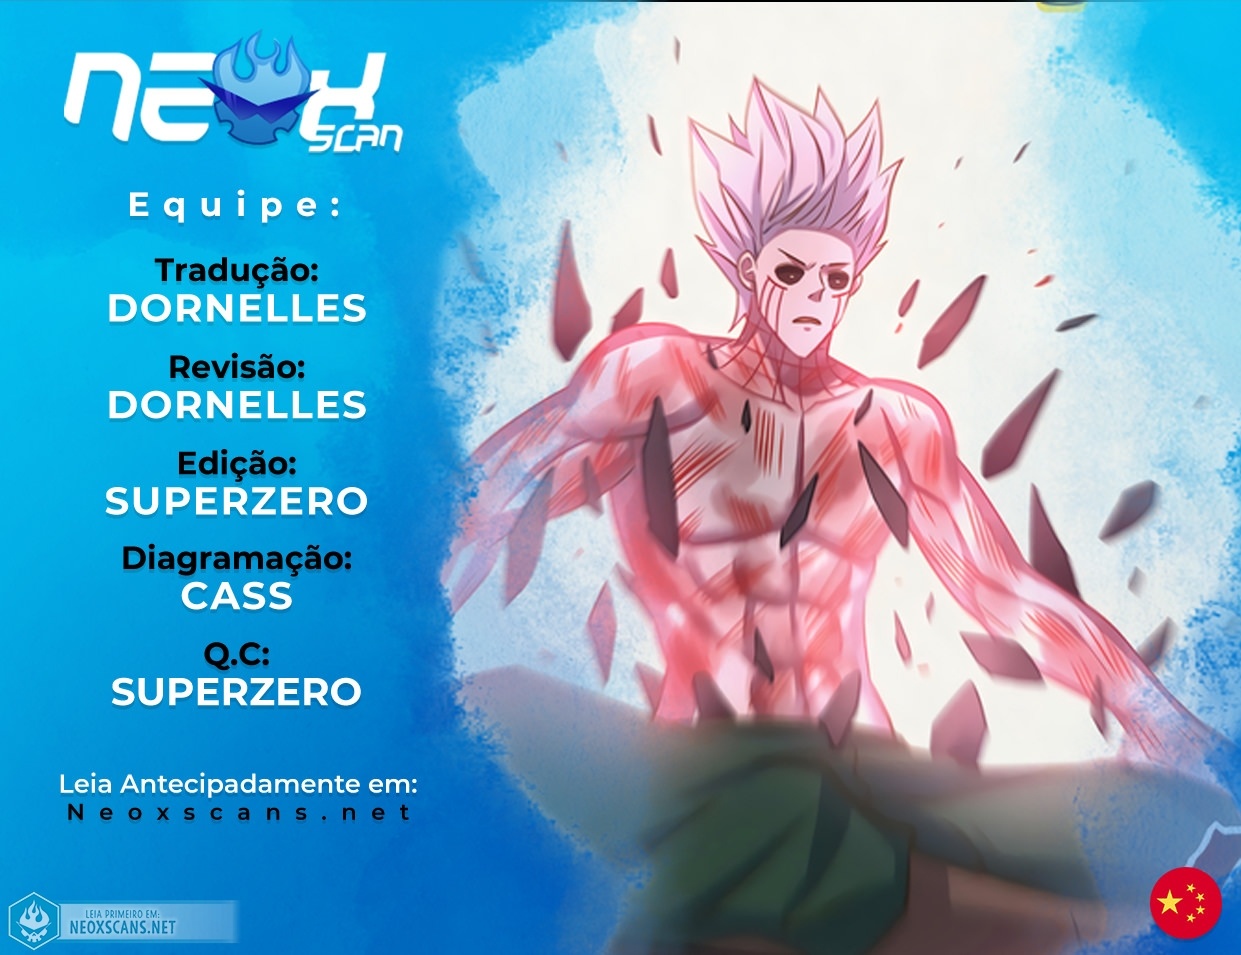 NEOX
SCAN
Equipe:
Tradução:
DORNELLES
Revisão:
DORNELLES
Edição:
SUPERZERO
Diagramação:
CASS
Q.C:
SUPERZERO
Leia Antecipadamente em:
Neoxscans.net
LEIA PRIMEIRO EM:
NEOXSCANS.NET